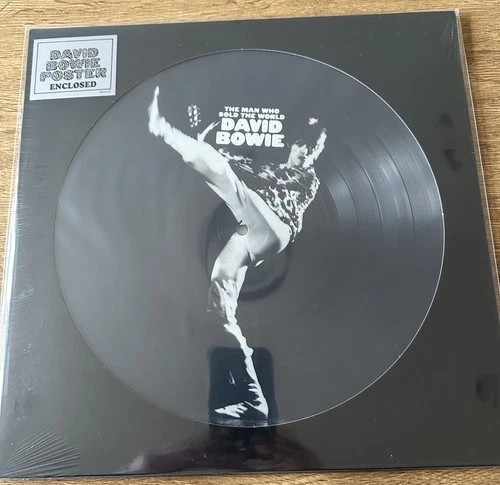 DAVID
BOWIE
POSTER
ENCLOSED
THE MAN WHO
SOLD THE WORLD
DAVID
BOWIE